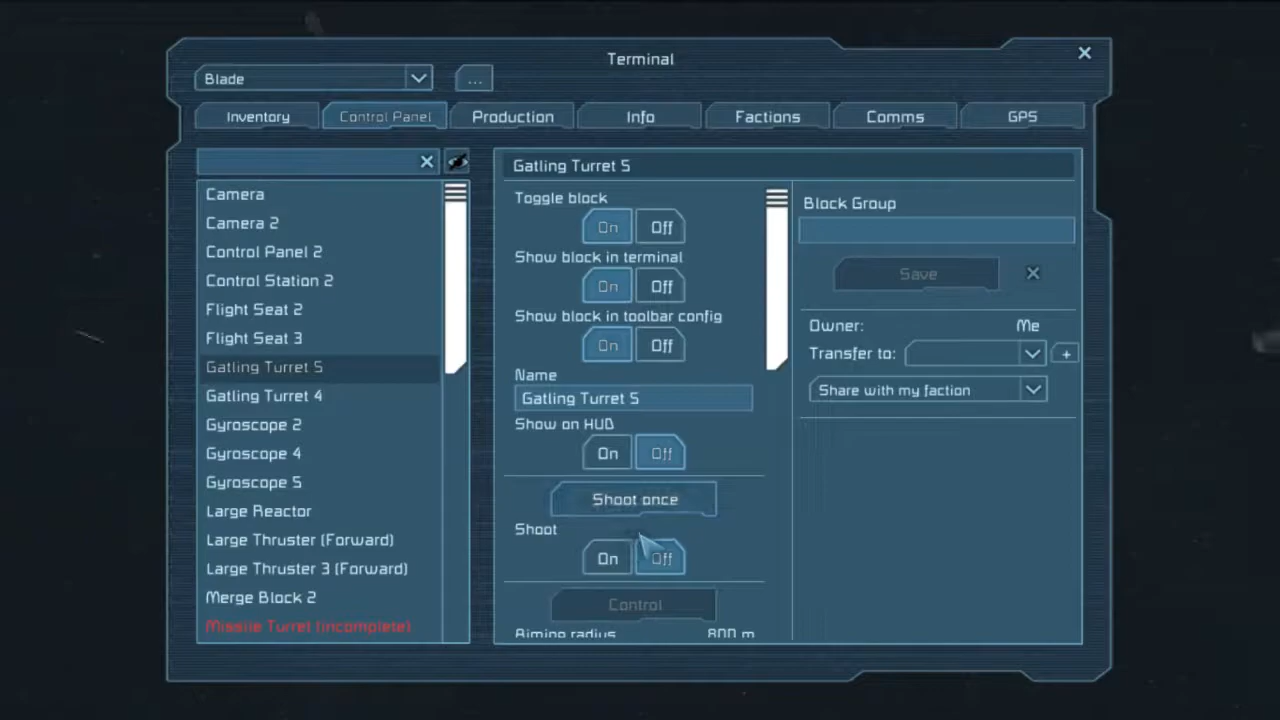 Terminal
Blade
...
Inventory
Control Panel
Production
Info
Factions
Comms
GPS
Camera
Camera 2
Control Panel 2
Control Station 2
Flight Seat 2
Flight Seat 3
Gatling Turret 5
Gatling Turret 4
Gyroscope 2
Gyroscope 4
Gyroscope 5
Large Reactor
Large Thruster (Forward)
Large Thruster 3 (Forward)
Merge Block 2
Missile Turret (incomplete)
Gatling Turret 5
Toggle block
On Off
Show block in terminal
On Off
Show block in toolbar config
On Off
Name
Gatling Turret 5
Show on HUD
On Off
Shoot once
Shoot
On Off
Control
Aiming radius 800 m
Block Group
Save
Owner: Me
Transfer to:
+
Share with my faction